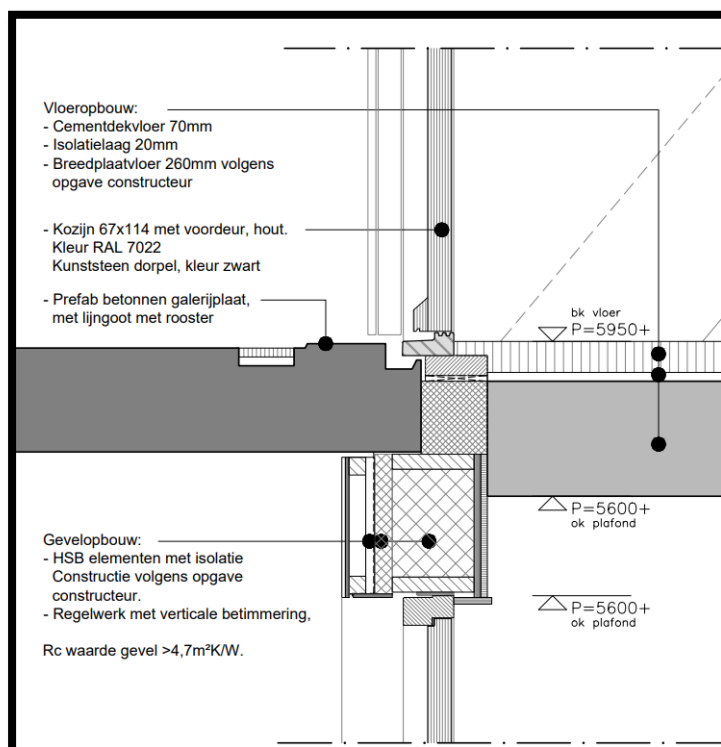 Vloeropbouw:
- Cementdekvloer 70mm
- Isolatielaag 20mm
- Breedplaatvloer 260mm volgens
opgave constructeur
- Kozijn 67x114 met voordeur, hout.
Kleur RAL 7022
Kunststeen dorpel, kleur zwart
- Prefab betonnen galerijplaat,
met lijngoot met rooster
bk vloer
P=5950+
P=5600+
ok plafond
Gevelopbouw:
- HSB elementen met isolatie
Constructie volgens opgave
constructeur.
- Regelwerk met verticale betimmering,
Rc waarde gevel >4,7m²K/W.
P=5600+
ok plafond